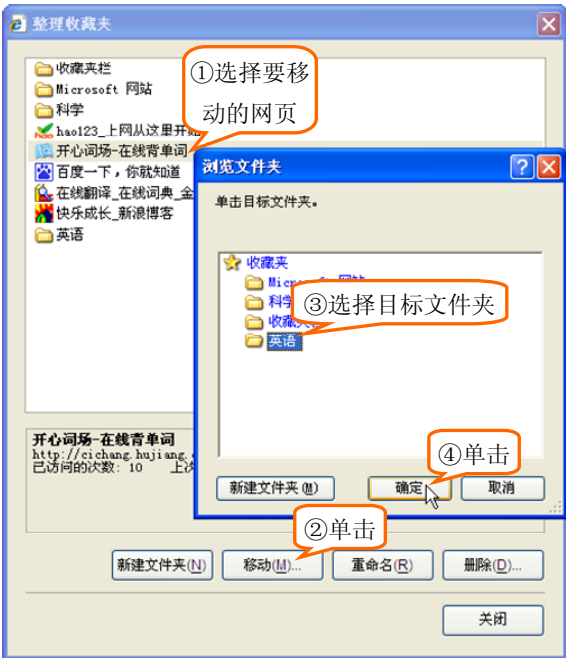 整理收藏夹
收藏夹栏
Microsoft 网站
科学
hao123_上网从这里开始
开心词场-在线背单词
百度一下，你就知道
在线翻译_在线词典_金
快乐成长_新浪博客
英语
①选择要移
动的网页
浏览文件夹
单击目标文件夹。
收藏夹
科学
收藏夹
英语
③选择目标文件夹
④单击
新建文件夹(M)
确定
取消
开心词场-在线背单词
http://cichang.hujiang.
已访问的次数: 10 上次
②单击
新建文件夹(N)
移动(M)...
重命名(R)
删除(D)...
关闭